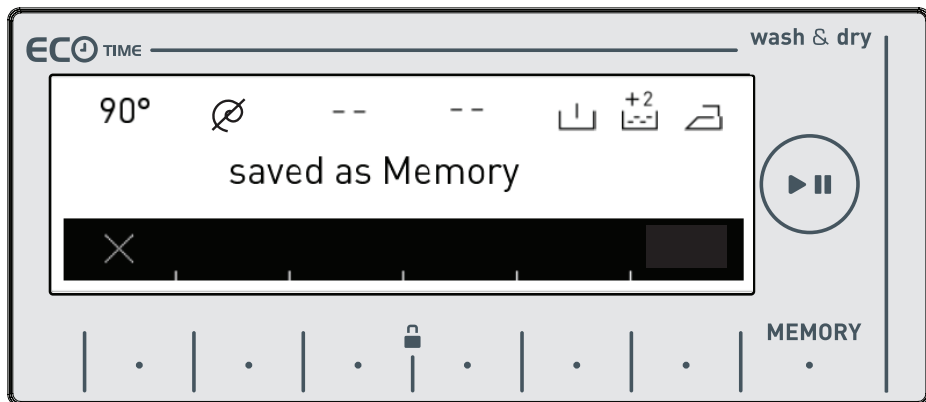 ECO TIME
wash & dry
90° -- --
+2
saved as Memory
MEMORY